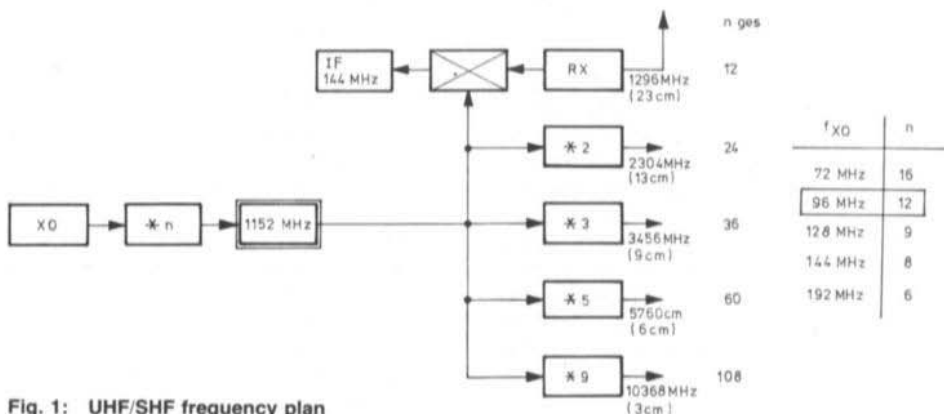 n ges
IF
144 MHz
RX
1296MHz
(23cm)
12
✳ 2
2304MHz
(13cm)
24
XO
✳ n
1152 MHz
✳ 3
3456MHz
(9cm)
36
✳ 5
5760cm
(6cm)
60
✳ 9
10368MHz
(3cm)
108
f XO n
72 MHz 16
96 MHz 12
128 MHz 9
144 MHz 8
192 MHz 6
Fig. 1: UHF/SHF frequency plan